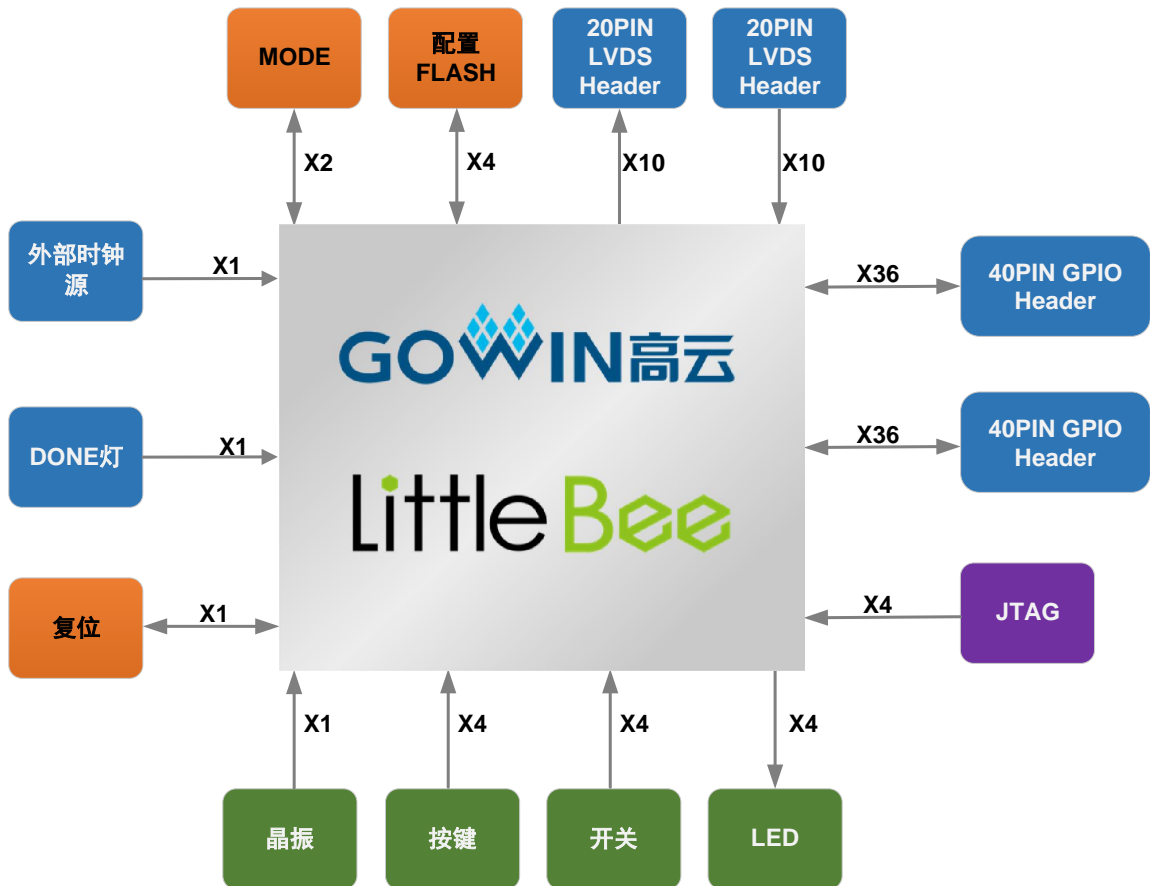 MODE
配置
FLASH
20PIN
LVDS
Header
20PIN
LVDS
Header
X2
X4
X10
X10
外部时钟
源
X1
X36
40PIN GPIO
Header
GOWIN高云
DONE灯
X1
X36
40PIN GPIO
Header
LittleBee
复位
X1
X4
JTAG
X1
X4
X4
X4
晶振
按键
开关
LED